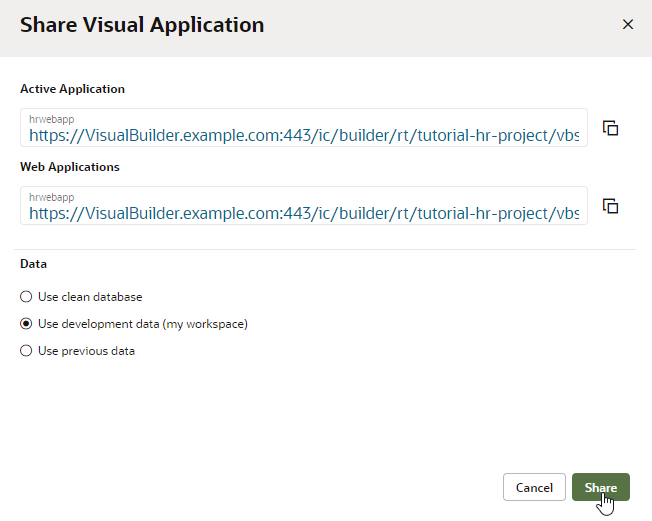 Share Visual Application
Active Application
hrwebapp
https://VisualBuilder.example.com:443/ic/builder/rt/tutorial-hr-project/vbs
Web Applications
hrwebapp
https://VisualBuilder.example.com:443/ic/builder/rt/tutorial-hr-project/vbs
Data
Use clean database
Use development data (my workspace)
Use previous data
Cancel
Share